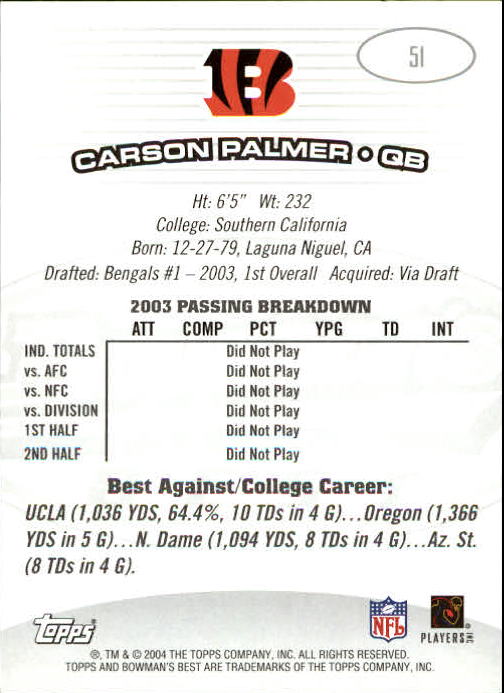 51
B
CARSON PALMER • QB
Ht: 6'5" Wt: 232
College: Southern California
Born: 12-27-79, Laguna Niguel, CA
Drafted: Bengals #1 – 2003, 1st Overall Acquired: Via Draft
2003 PASSING BREAKDOWN
ATT COMP PCT YPG TD INT
IND. TOTALS Did Not Play
vs. AFC Did Not Play
vs. NFC Did Not Play
vs. DIVISION Did Not Play
1ST HALF Did Not Play
2ND HALF Did Not Play
Best Against/College Career:
UCLA (1,036 YDS, 64.4%, 10 TDs in 4 G)...Oregon (1,366
YDS in 5 G)...N. Dame (1,094 YDS, 8 TDs in 4 G)...Az. St.
(8 TDs in 4 G).
Topps
NFL
PLAYERS INC
®, TM & © 2004 THE TOPPS COMPANY, INC. ALL RIGHTS RESERVED.
TOPPS AND BOWMAN'S BEST ARE TRADEMARKS OF THE TOPPS COMPANY, INC.